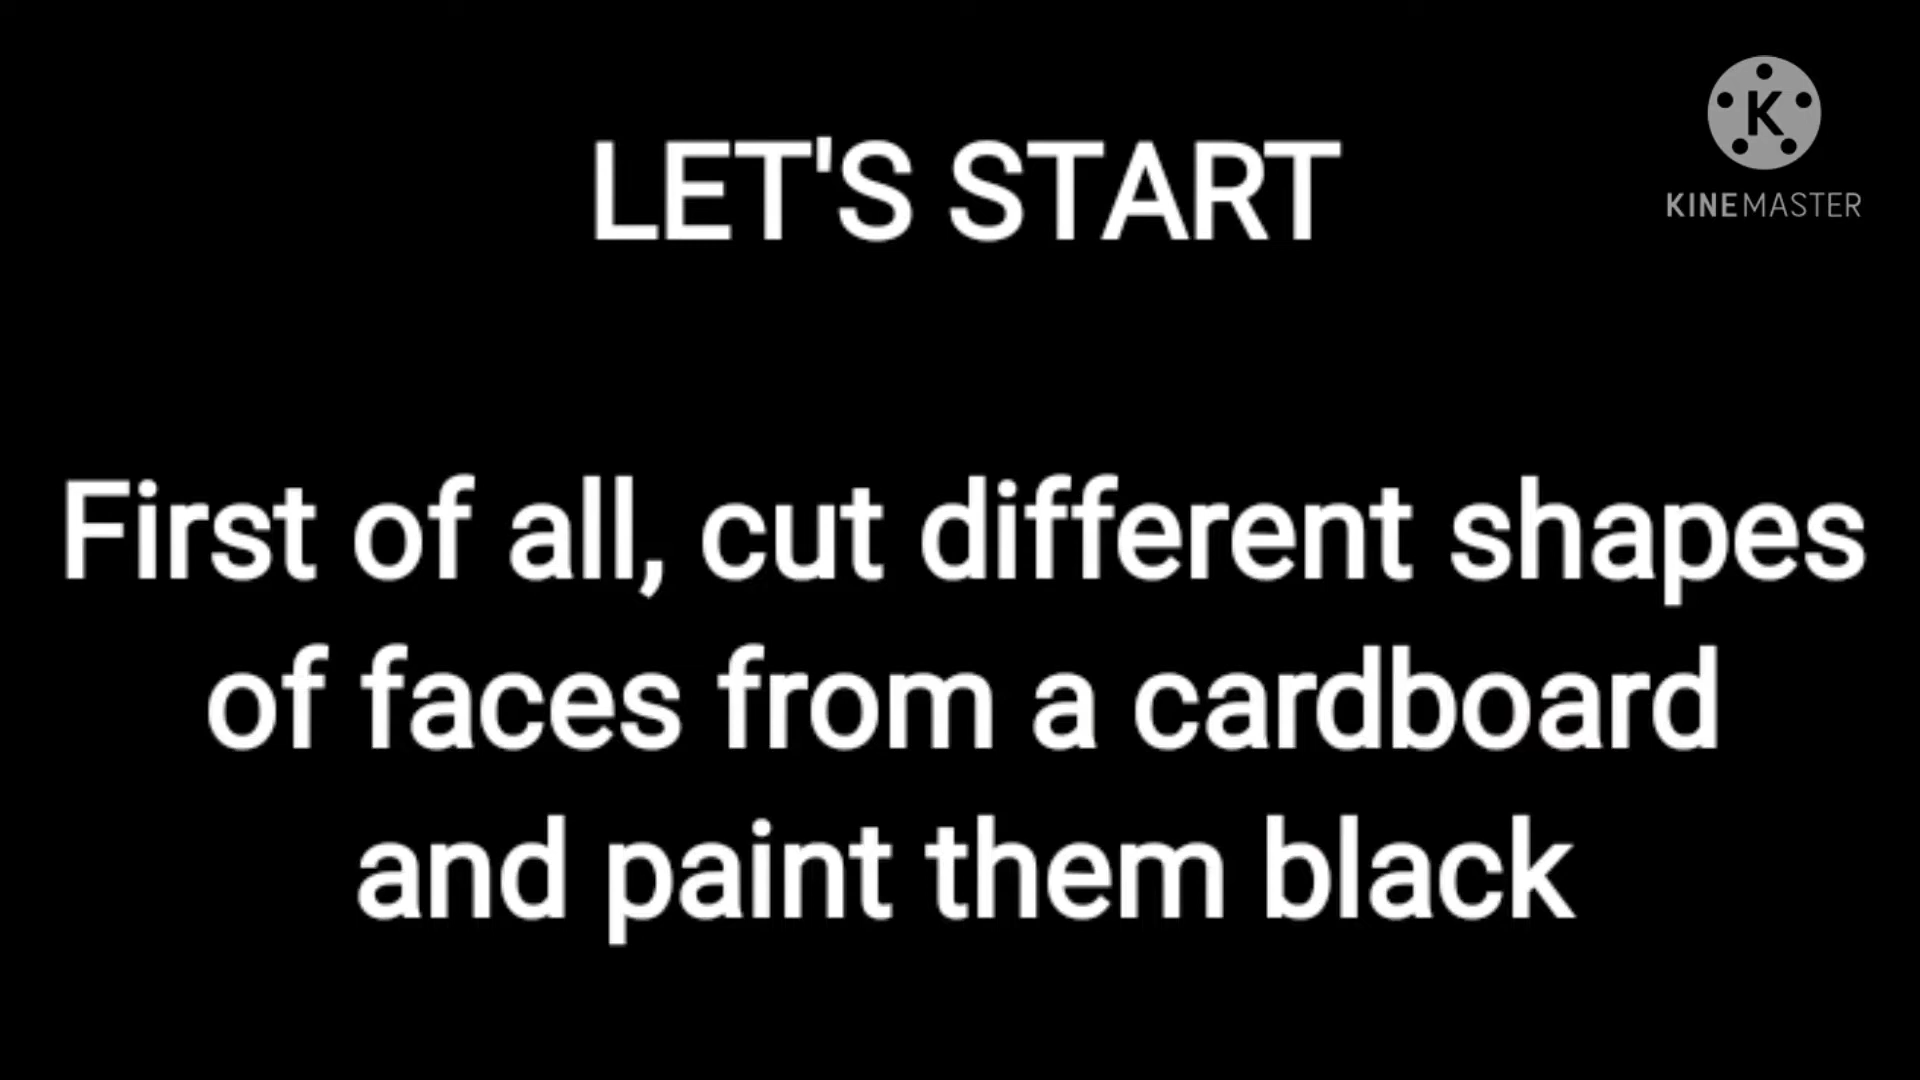 LET'S START
K
KINEMASTER
First of all, cut different shapes
of faces from a cardboard
and paint them black